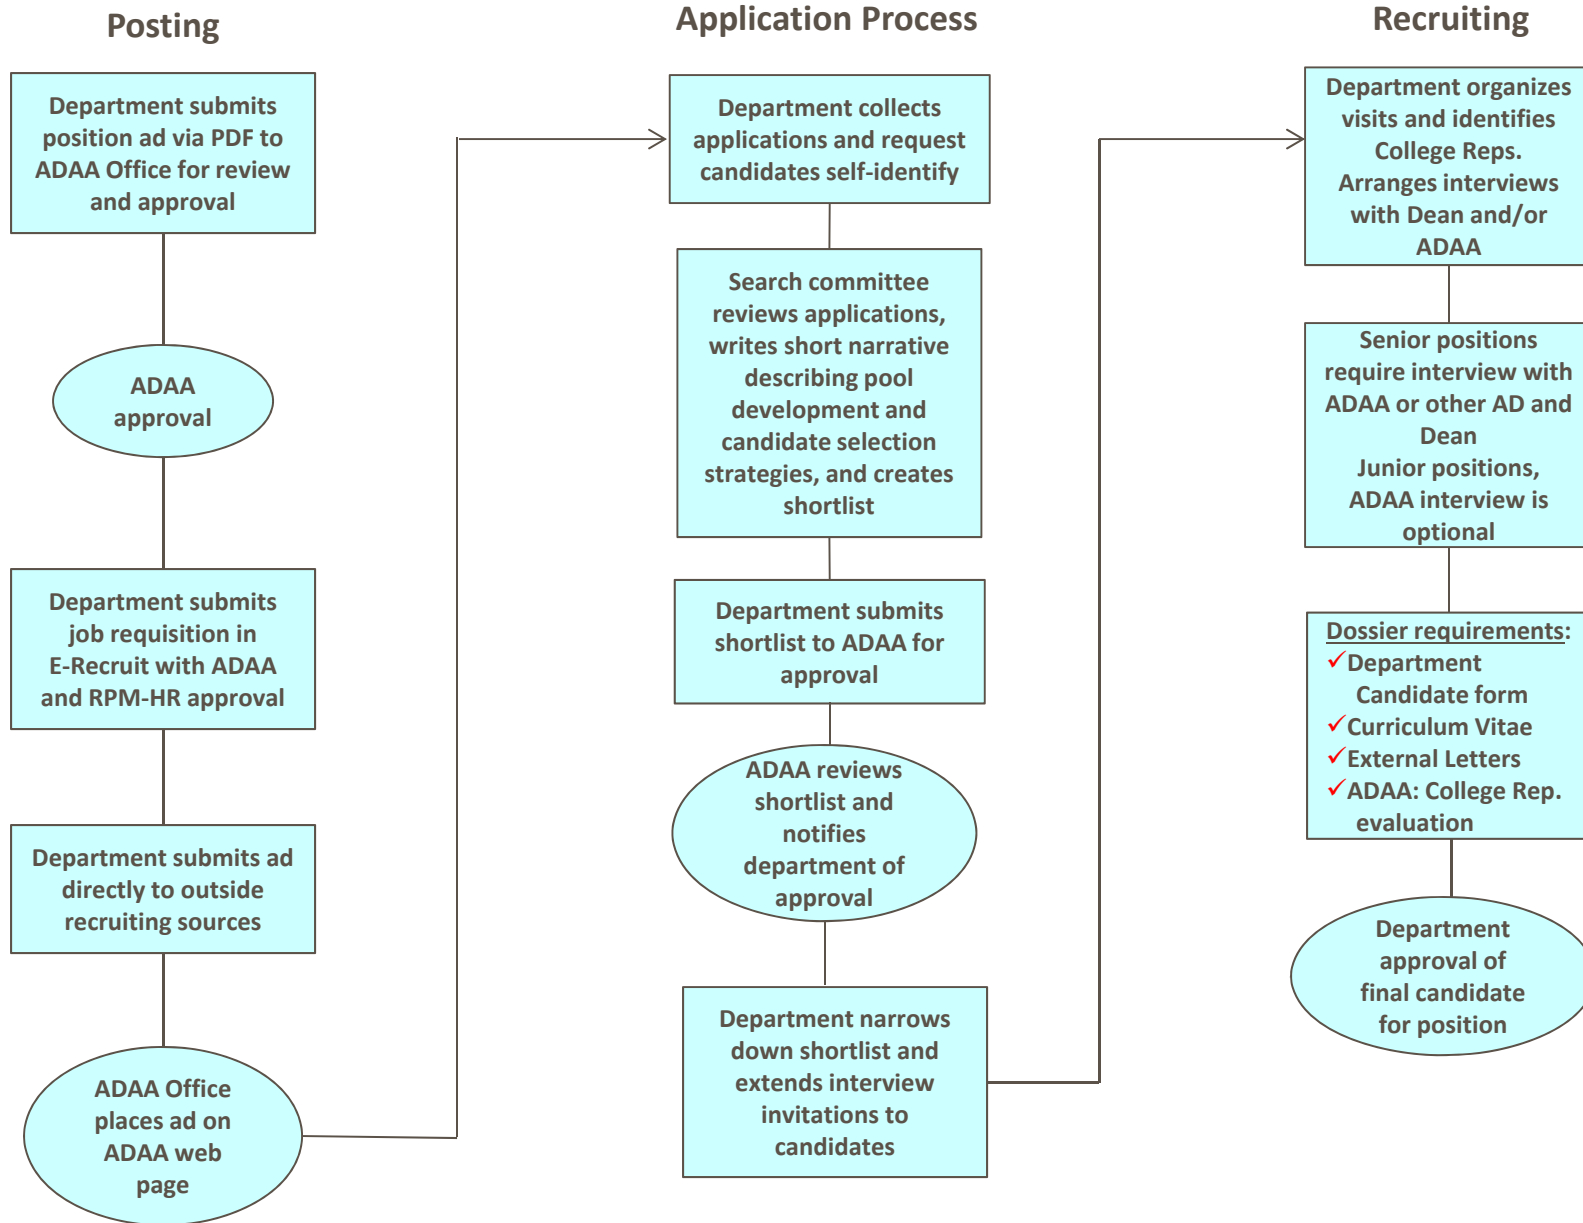 Posting
Department submits
position ad via PDF to
ADAA Office for review
and approval
ADAA
approval
Department submits
job requisition in
E-Recruit with ADAA
and RPM-HR approval
Department submits ad
directly to outside
recruiting sources
ADAA Office
places ad on
ADAA web
page
Application Process
Department collects
applications and request
candidates self-identify
Search committee
reviews applications,
writes short narrative
describing pool
development and
candidate selection
strategies, and creates
shortlist
Department submits
shortlist to ADAA for
approval
ADAA reviews
shortlist and
notifies
department of
approval
Department narrows
down shortlist and
extends interview
invitations to
candidates
Recruiting
Department organizes
visits and identifies
College Reps.
Arranges interviews
with Dean and/or
ADAA
Senior positions
require interview with
ADAA or other AD and
Dean
Junior positions,
ADAA interview is
optional
Dossier requirements:
✓Department
Candidate form
✓Curriculum Vitae
✓External Letters
✓ADAA: College Rep.
evaluation
Department
approval of
final candidate
for position